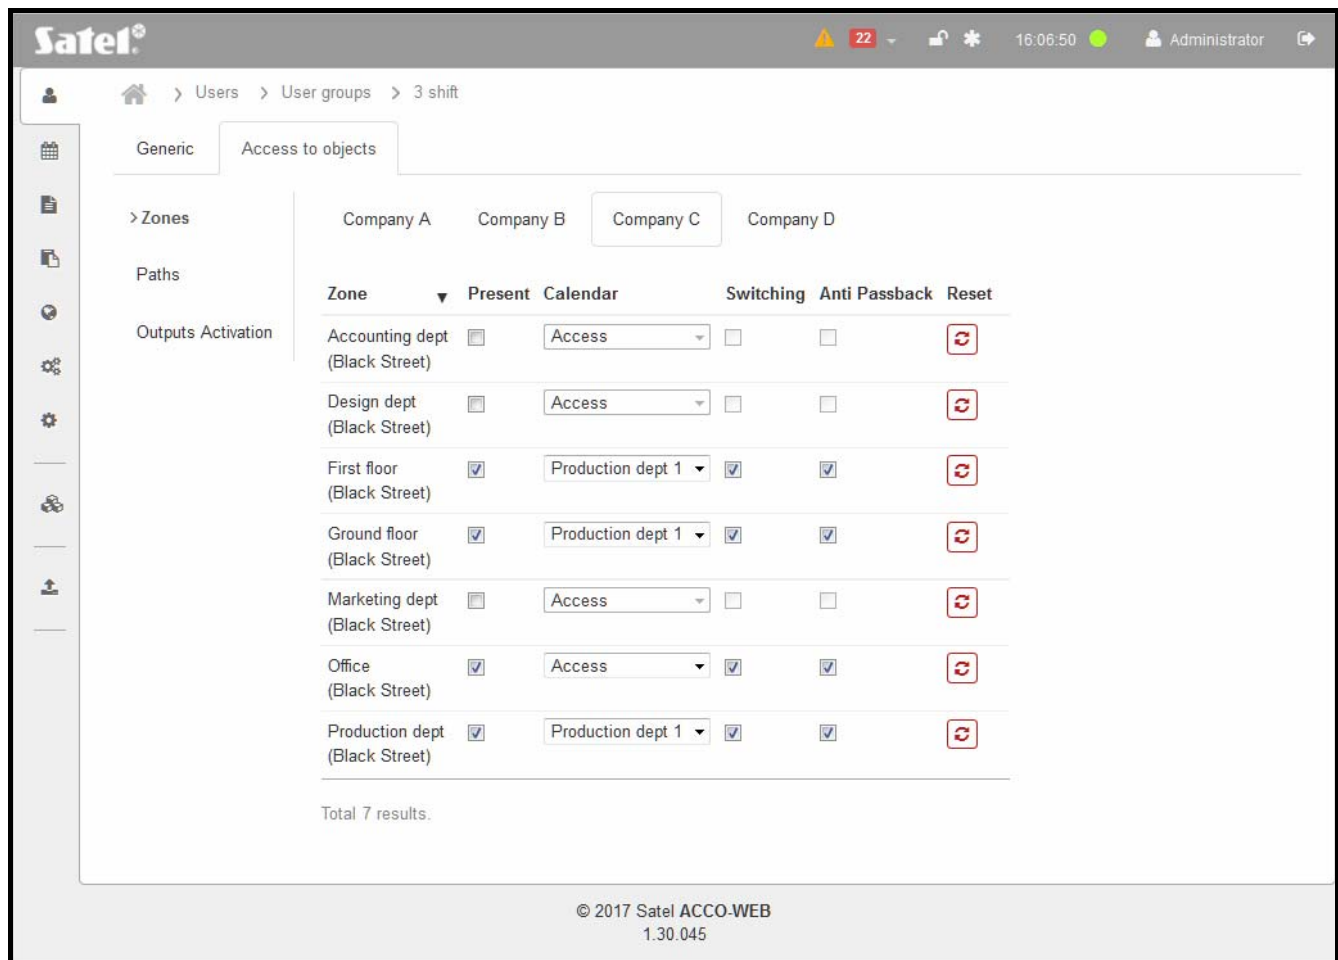 Satel®
22
16:06:50
Administrator
> Users > User groups > 3 shift
Generic
Access to objects
> Zones
Paths
Outputs Activation
Company A
Company B
Company C
Company D
Zone ▼ Present Calendar Switching Anti Passback Reset
Accounting dept Access
(Black Street)
Design dept Access
(Black Street)
First floor Production dept 1
(Black Street)
Ground floor Production dept 1
(Black Street)
Marketing dept Access
(Black Street)
Office Access
(Black Street)
Production dept Production dept 1
(Black Street)
Total 7 results.
© 2017 Satel ACCO-WEB
1.30.045